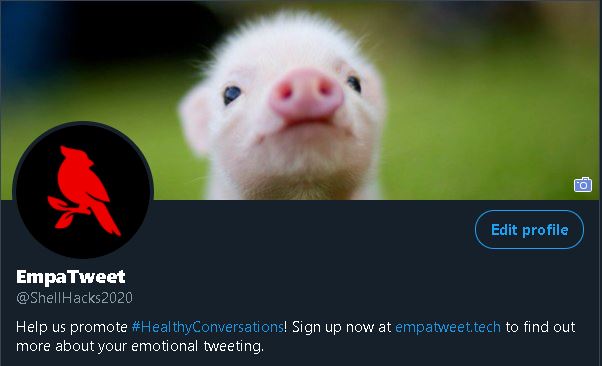 Edit profile
EmpaTweet
@ShellHacks2020
Help us promote #HealthyConversations! Sign up now at empatweet.tech to find out
more about your emotional tweeting.